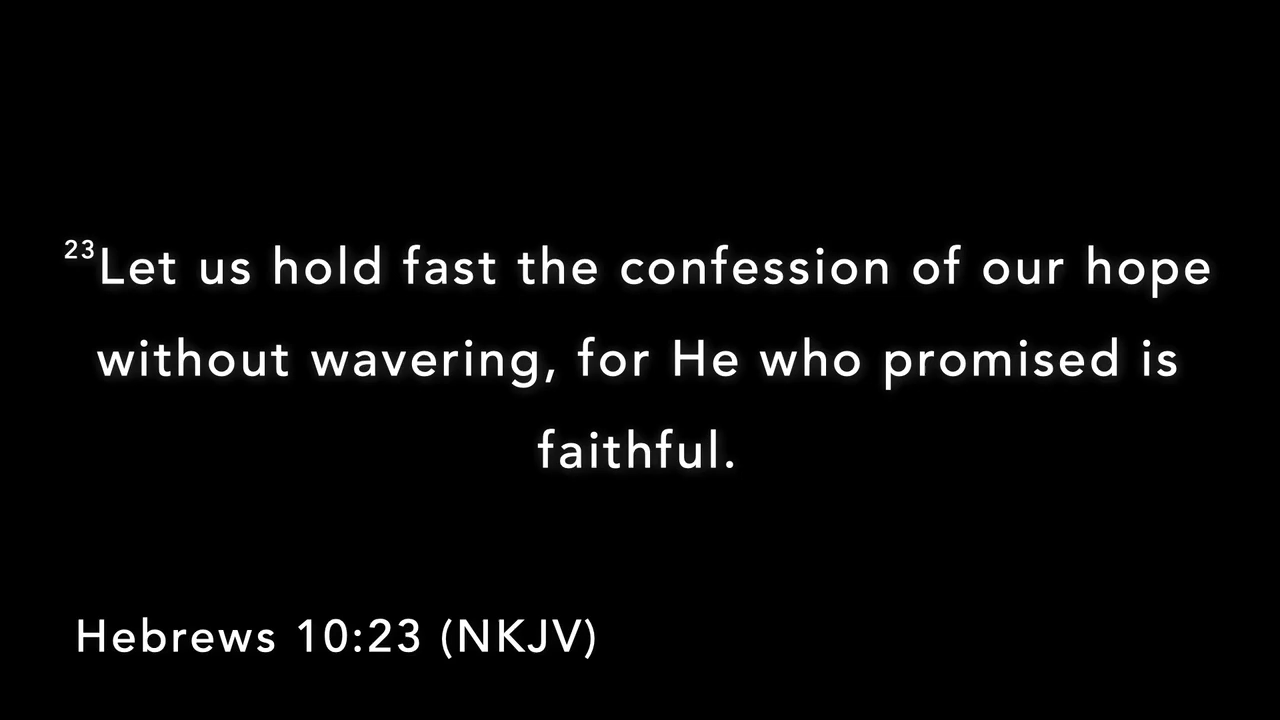 ²³Let us hold fast the confession of our hope
without wavering, for He who promised is
faithful.
Hebrews 10:23 (NKJV)